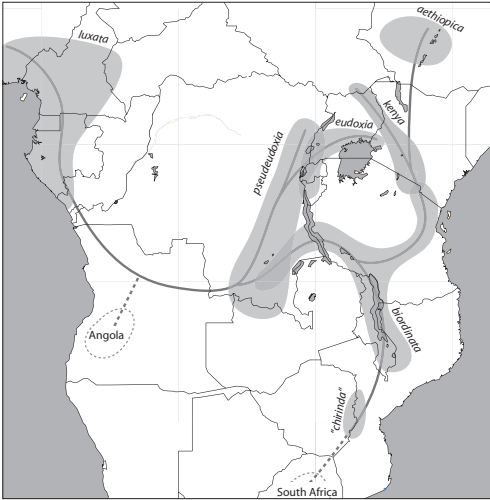 aethiopica
luxata
kenya
eudoxia
pseudeudoxia
biordinata
Angola
"chirinda"
South Africa